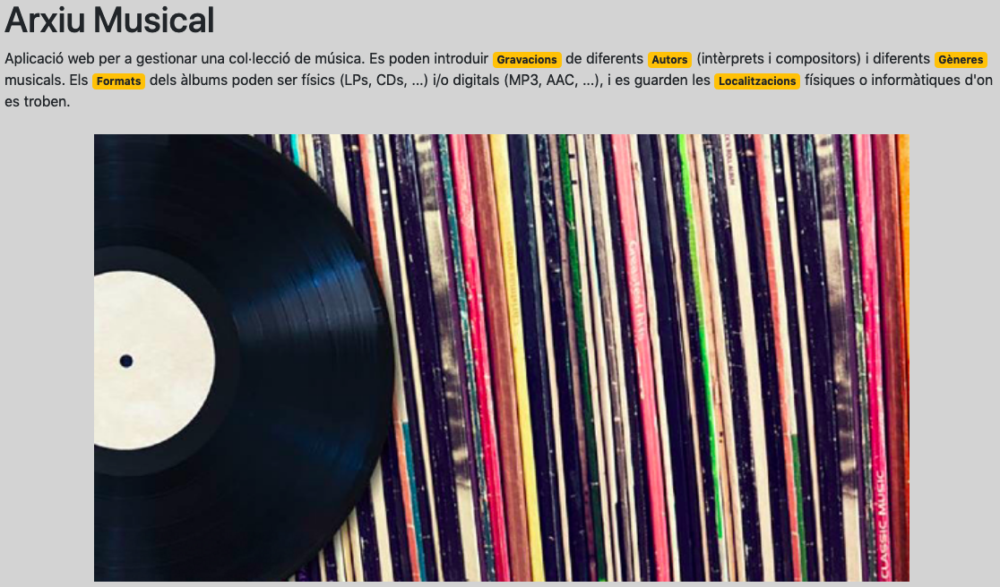 Arxiu Musical
Aplicació web per a gestionar una col·lecció de música. Es poden introduir Gravacions de diferents Autors (intèrprets i compositors) i diferents Gèneres
musicals. Els Formats dels àlbums poden ser físics (LPs, CDs, ...) i/o digitals (MP3, AAC, ...), i es guarden les Localitzacions físiques o informàtiques d'on
es troben.
CLASSIC MUSIC